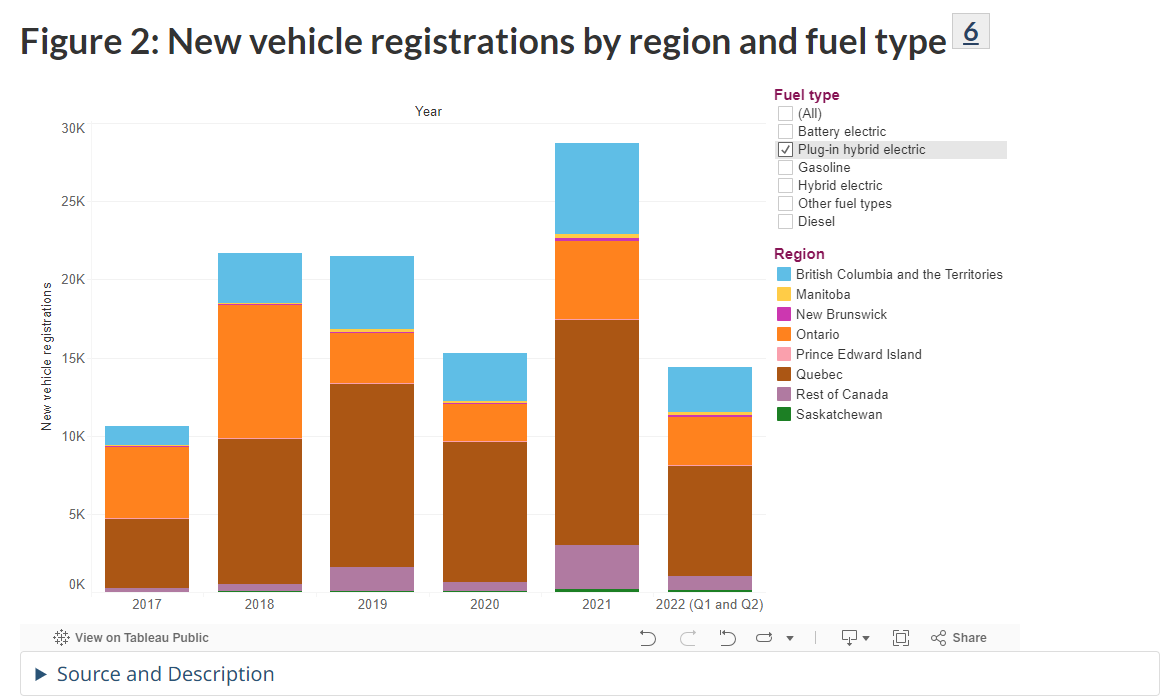 Figure 2: New vehicle registrations by region and fuel type 6
Year
30K
25K
20K
15K
10K
5K
0K
New vehicle registrations
2017
2018
2019
2020
2021
2022 (Q1 and Q2)
Fuel type
(All)
Battery electric
Plug-in hybrid electric
Gasoline
Hybrid electric
Other fuel types
Diesel
Region
British Columbia and the Territories
Manitoba
New Brunswick
Ontario
Prince Edward Island
Quebec
Rest of Canada
Saskatchewan
View on Tableau Public
Share
Source and Description